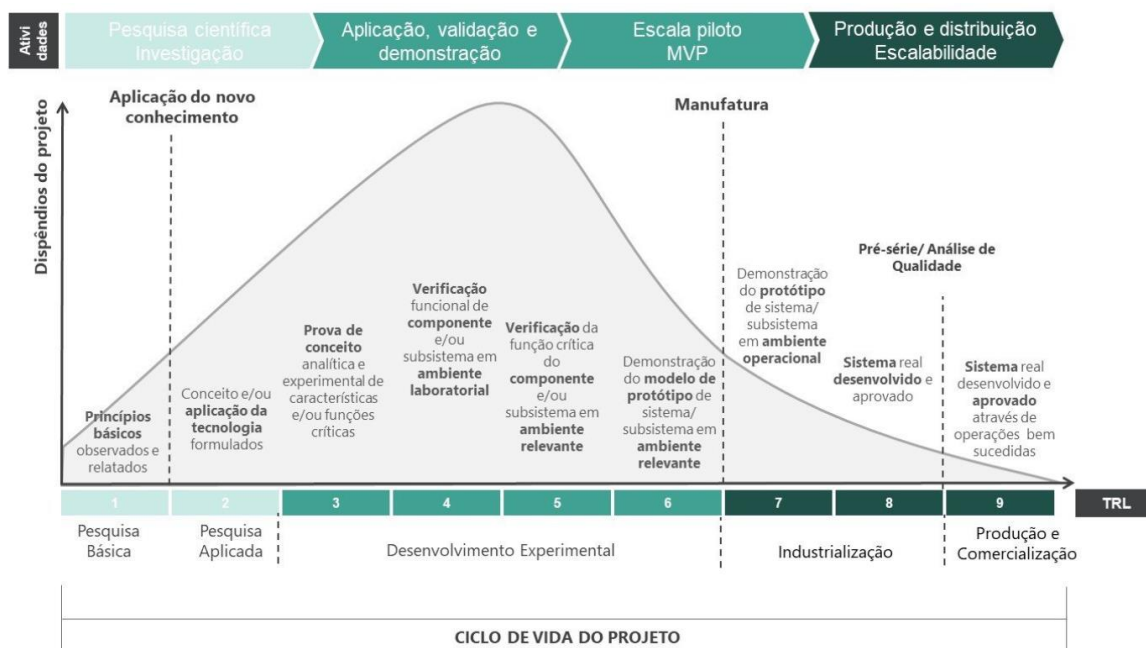 Ativi
dades
Pesquisa científica
Investigação
Aplicação, validação e
demonstração
Escala piloto
MVP
Produção e distribuição
Escalabilidade
Dispêndios do projeto
Aplicação do novo
conhecimento
Manufatura
Pré-série/ Análise de
Qualidade
Princípios
básicos
observados e
relatados
Conceito e/ou
aplicação da
tecnologia
formulados
Prova de
conceito
analítica e
experimental de
características
e/ou funções
críticas
Verificação
funcional de
componente
e/ou
subsistema em
ambiente
laboratorial
Verificação da
função crítica
do
componente
e/ou
subsistema em
ambiente
relevante
Demonstração
do modelo de
protótipo de
sistema/
subsistema em
ambiente
relevante
Demonstração
do protótipo
de sistema/
subsistema
em ambiente
operacional
Sistema real
desenvolvido e
aprovado
Sistema real
desenvolvido e
aprovado
através de
operações bem
sucedidas
1
2
3
4
5
6
7
8
9
TRL
Pesquisa
Básica
Pesquisa
Aplicada
Desenvolvimento Experimental
Industrialização
Produção e
Comercialização
CICLO DE VIDA DO PROJETO